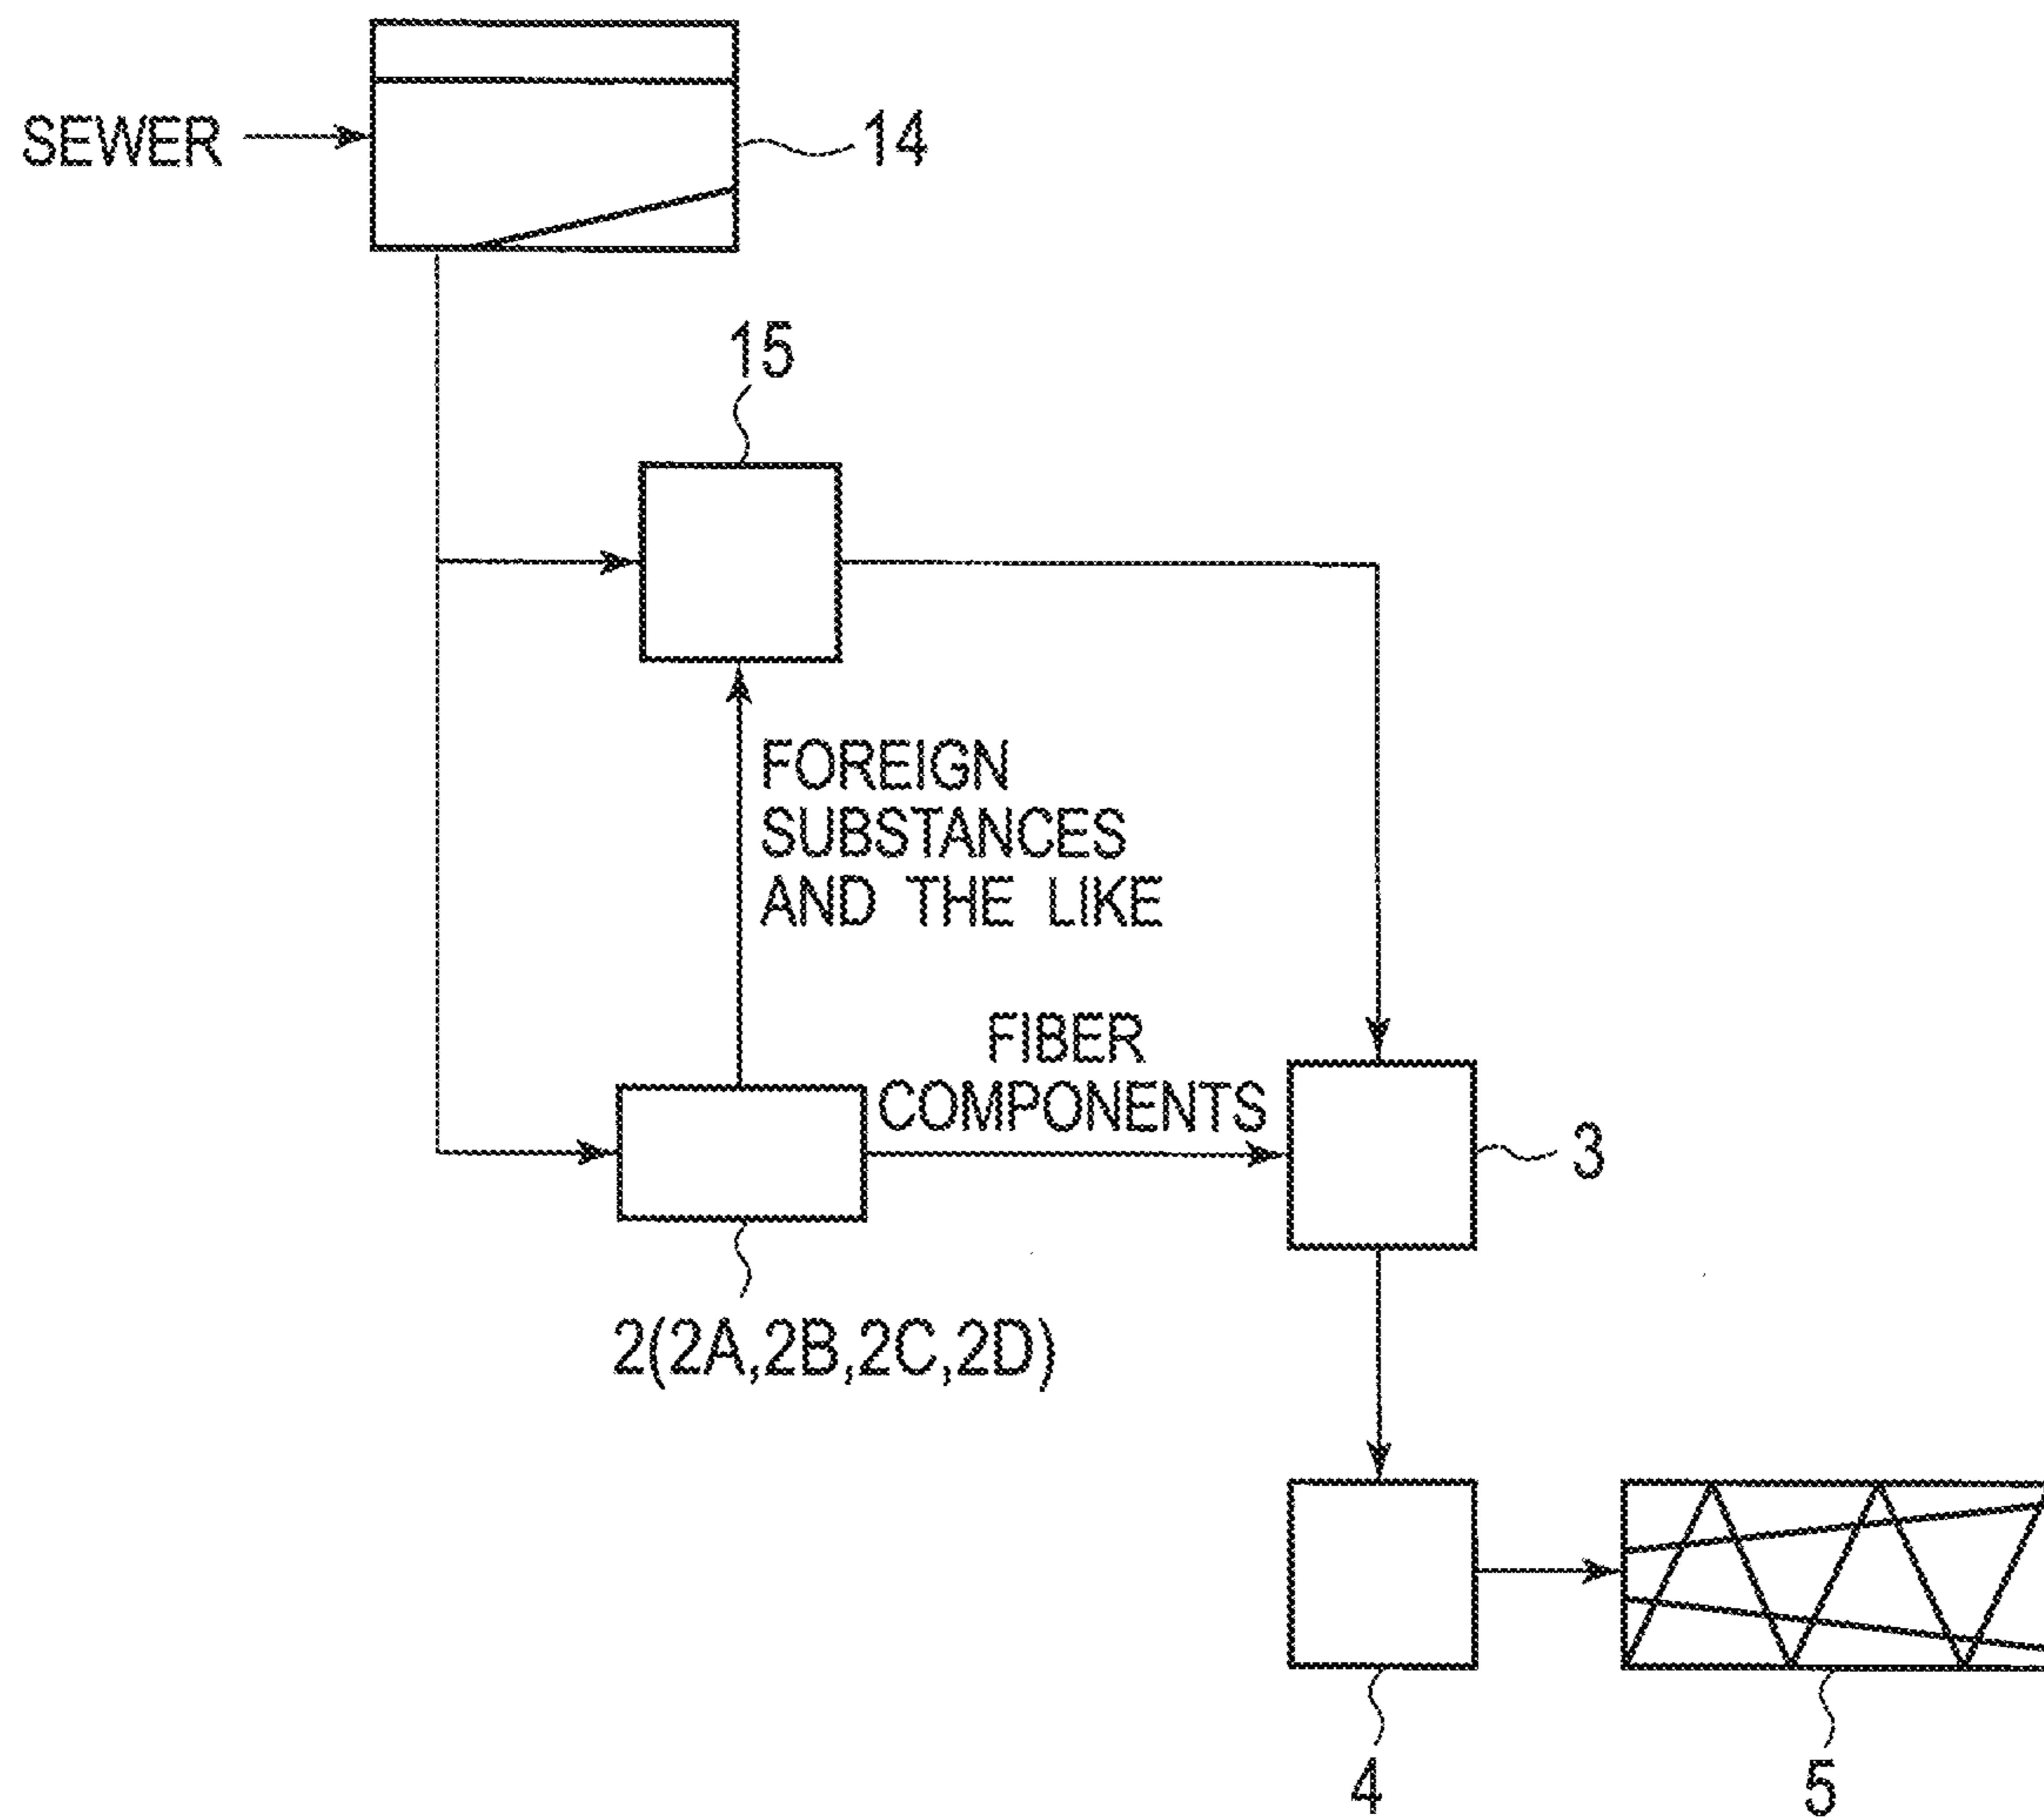 SEWER
14
15
FOREIGN
SUBSTANCES
AND THE LIKE
FIBER
COMPONENTS
3
2(2A,2B,2C,2D)
4
5